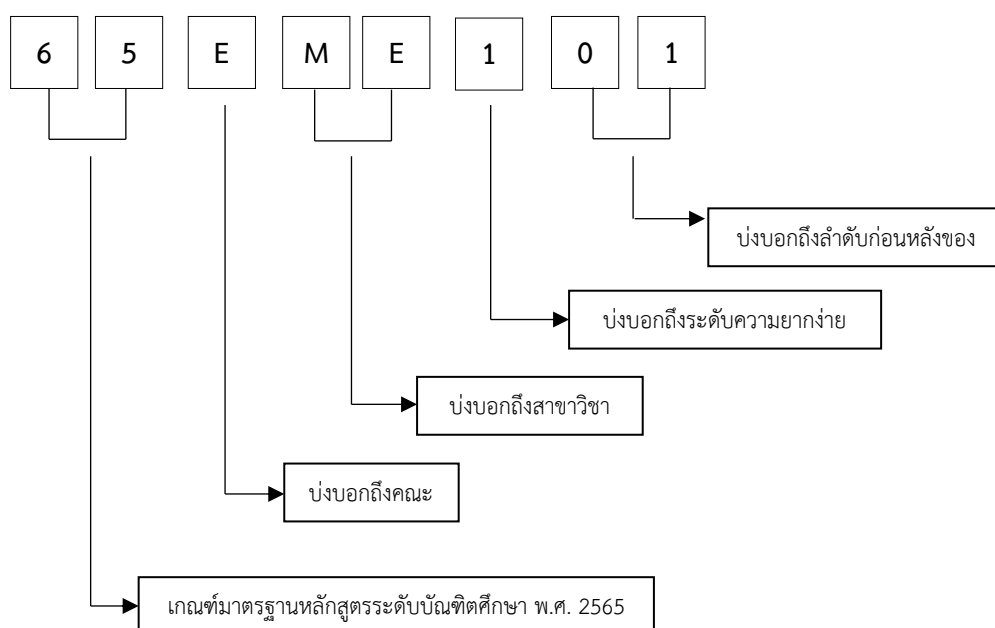 6 5 E M E 1 0 1
บ่งบอกถึงลำดับก่อนหลังของ
บ่งบอกถึงระดับความยากง่าย
บ่งบอกถึงสาขาวิชา
บ่งบอกถึงคณะ
เกณฑ์มาตรฐานหลักสูตรระดับบัณฑิตศึกษา พ.ศ. 2565